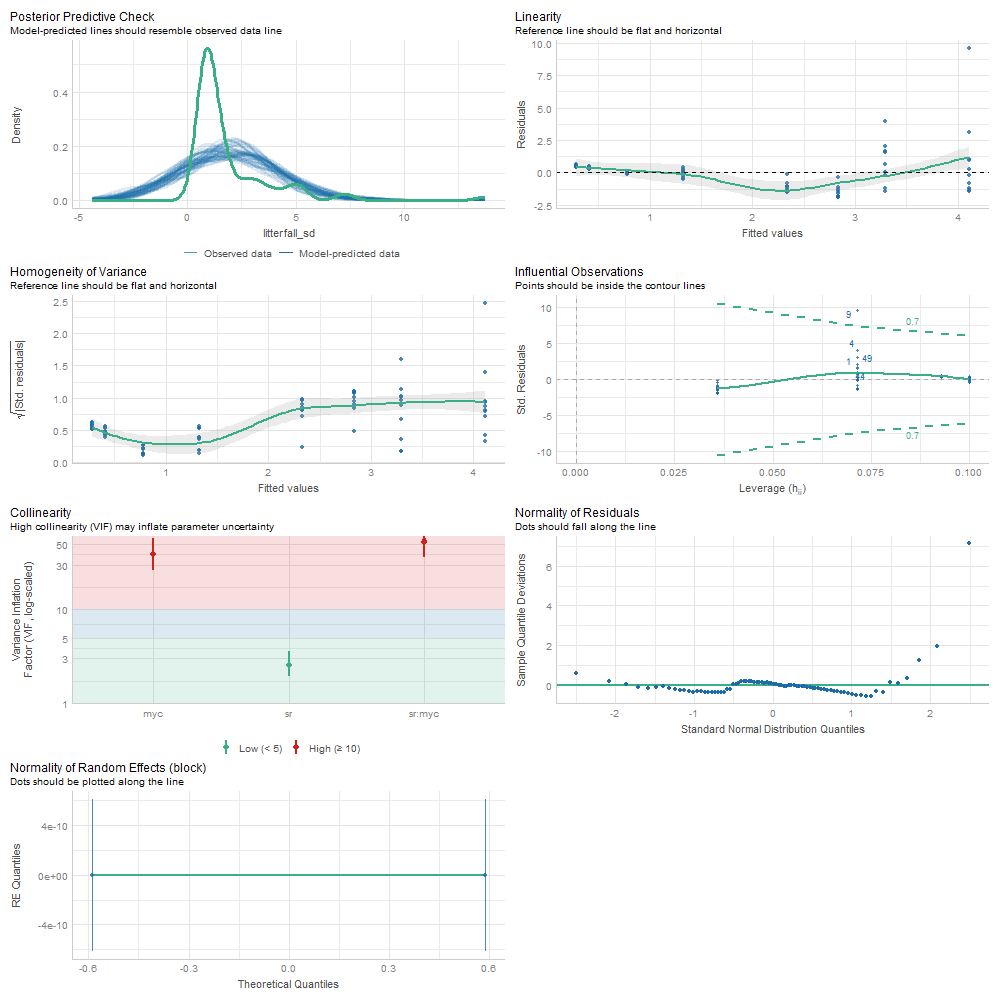 Posterior Predictive Check
Model-predicted lines should resemble observed data line
Density
0.4
0.2
0.0
-5
0
5
10
litterfall_sd
Observed data
Model-predicted data
Linearity
Reference line should be flat and horizontal
Residuals
10.0
7.5
5.0
2.5
0.0
-2.5
1
2
3
4
Fitted values
Homogeneity of Variance
Reference line should be flat and horizontal
√|Std. residuals|
2.5
2.0
1.5
1.0
0.5
0.0
1
2
3
4
Fitted values
Influential Observations
Points should be inside the contour lines
Std. Residuals
10
5
0
-5
-10
9
0.7
4
1
49
4
0.7
0.000
0.025
0.050
0.075
0.100
Leverage (hii)
Collinearity
High collinearity (VIF) may inflate parameter uncertainty
Variance Inflation
Factor (VIF, log-scaled)
50
30
10
5
3
1
myc
sr
sr:myc
Low (< 5)
High (≥ 10)
Normality of Residuals
Dots should fall along the line
Sample Quantile Deviations
6
4
2
0
-2
-1
0
1
2
Standard Normal Distribution Quantiles
Normality of Random Effects (block)
Dots should be plotted along the line
RE Quantiles
4e-10
0e+00
-4e-10
-0.6
-0.3
0.0
0.3
0.6
Theoretical Quantiles